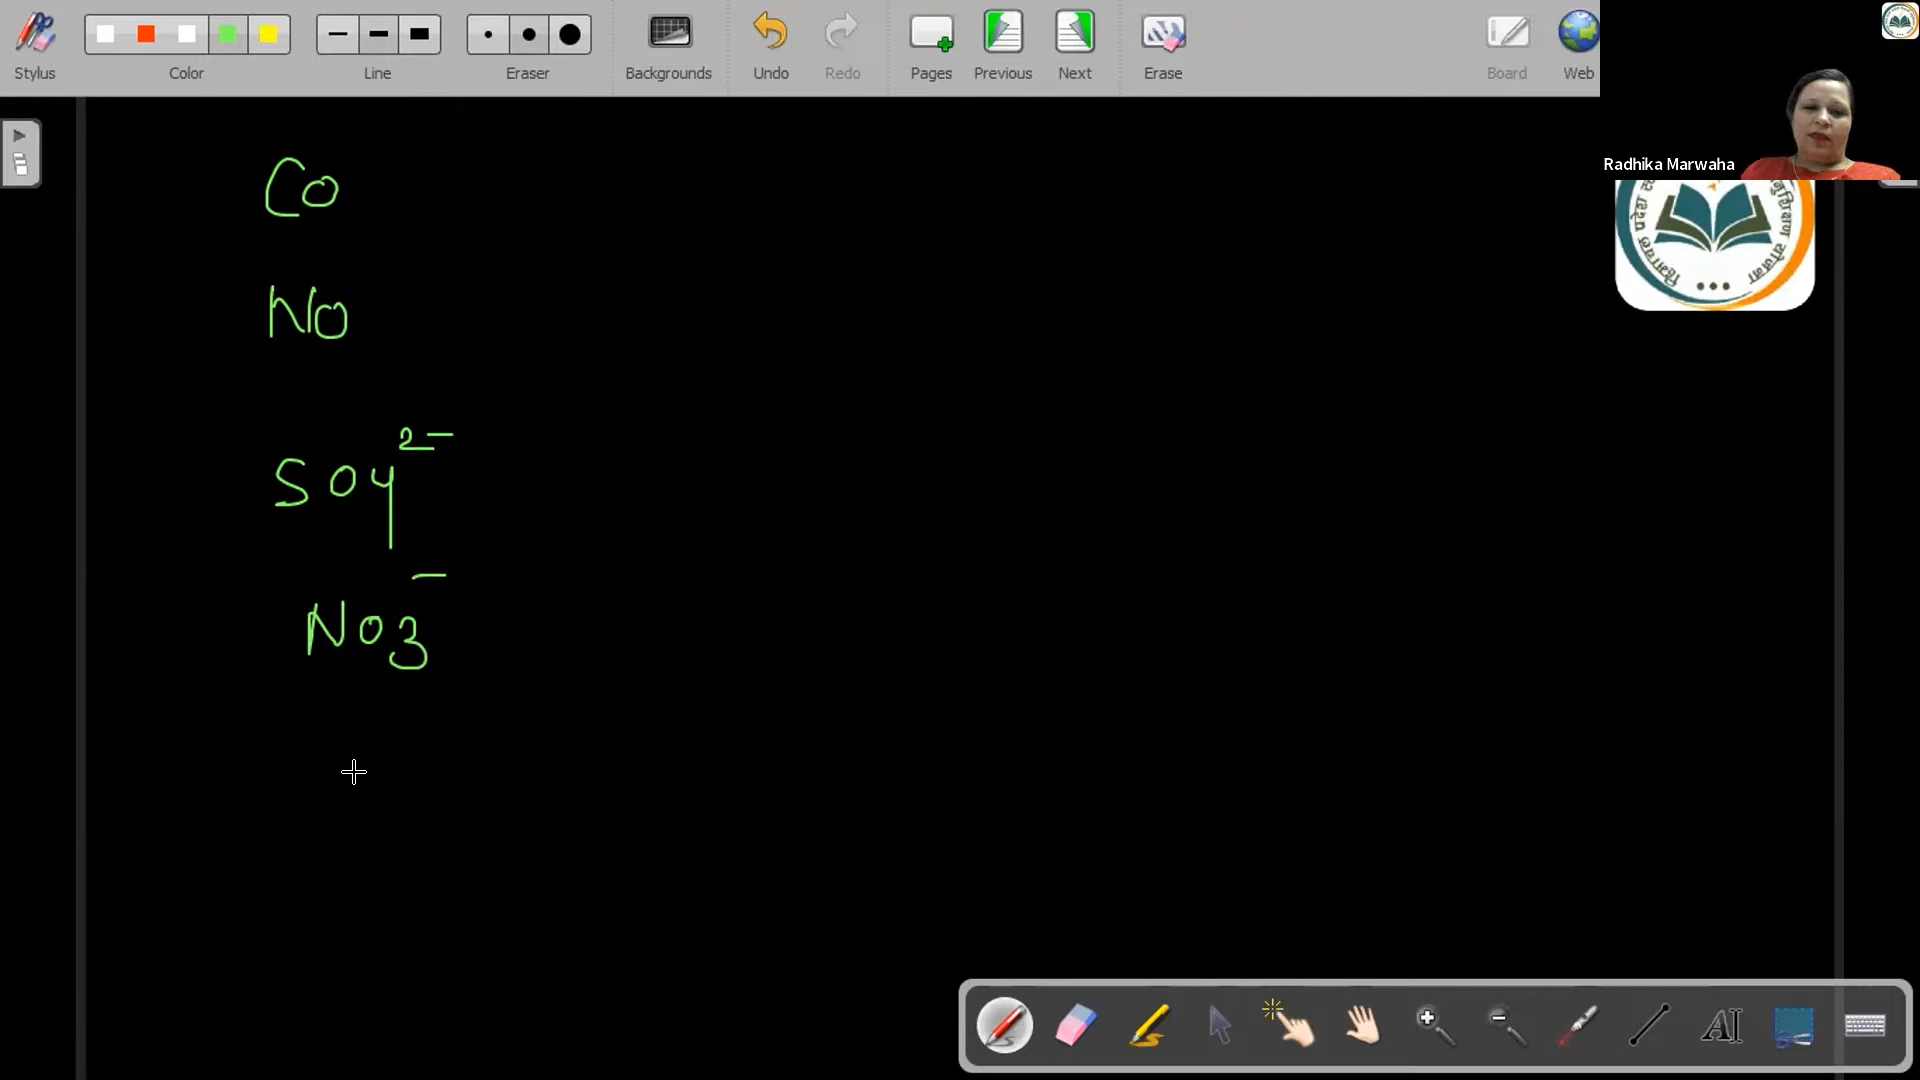 Stylus
Color
Line
Eraser
Backgrounds
Undo
Redo
Pages
Previous
Next
Erase
Board
Web
Radhika Marwaha
CO
NO
SO4 2-
NO3 -
AI